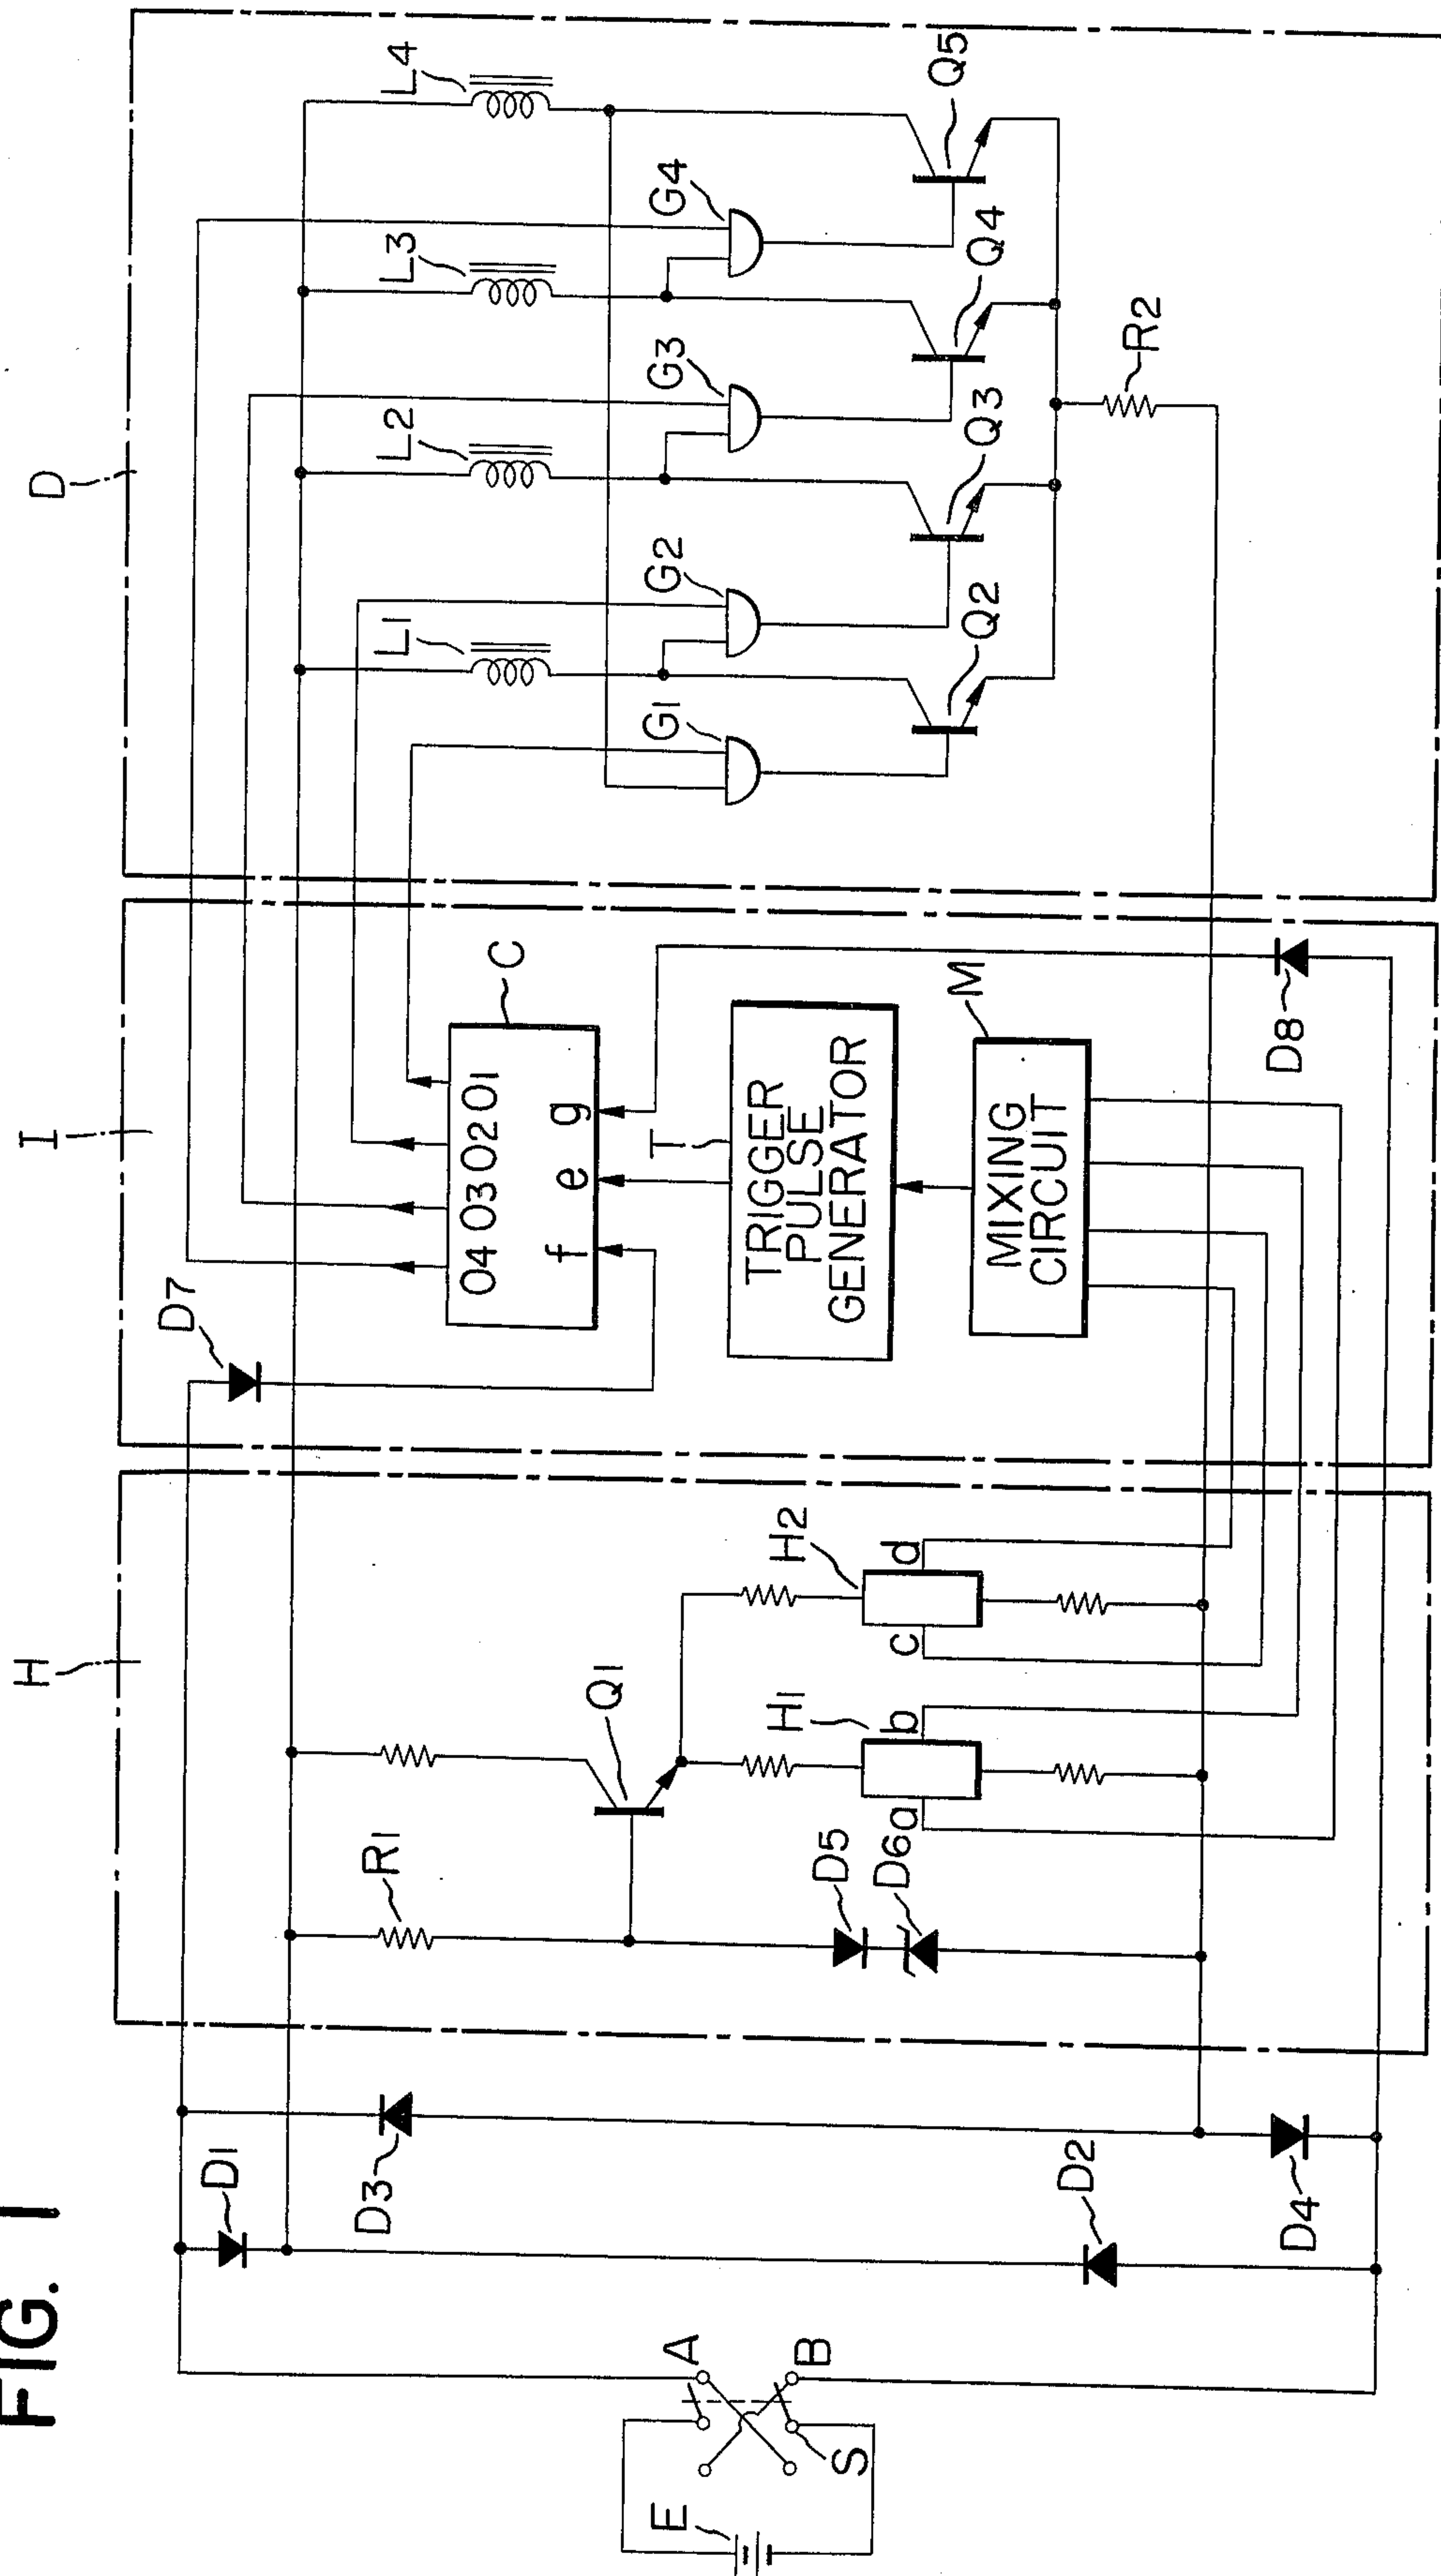 FIG. 1
H
I
D
E
S
A
B
D1
D3
D2
D4
R1
Q1
D5
D6
H1
a
b
H2
c
d
D7
C
04 03 02 01
f e g
T
TRIGGER
PULSE
GENERATOR
M
MIXING
CIRCUIT
D8
L1
L2
L3
L4
G1
G2
G3
G4
Q2
Q3
Q4
Q5
R2